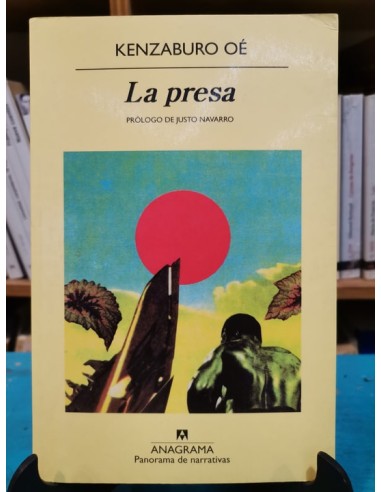 KENZABURO OÉ
La presa
PRÓLOGO DE JUSTO NAVARRO
ANAGRAMA
Panorama de narrativas